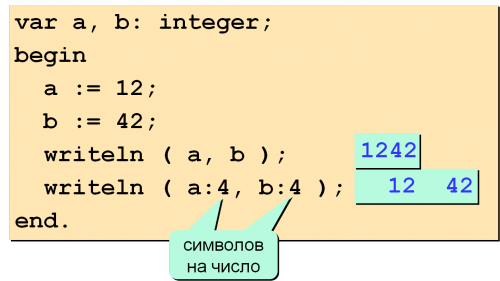 var a, b: integer;
begin
a := 12;
b := 42;
writeln ( a, b ); 1242
writeln ( a:4, b:4 ); 12 42
end.
символов
на число